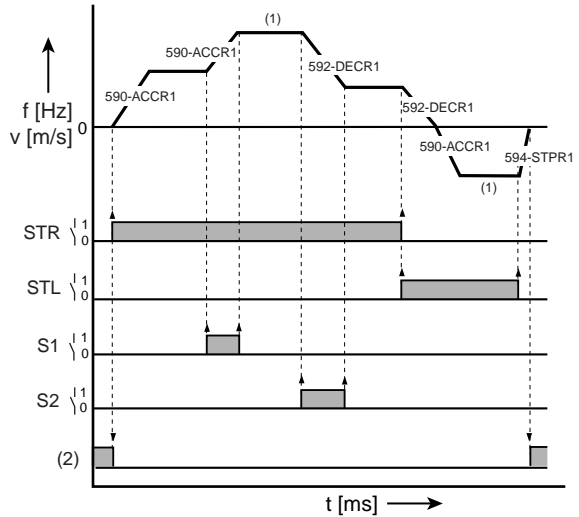 (1)
590-ACCR1
592-DECR1
590-ACCR1
592-DECR1
f [Hz]
v [m/s]
0
590-ACCR1
594-STPR1
(1)
STR 1
0
STL 1
0
S1 1
0
S2 1
0
(2)
t [ms]